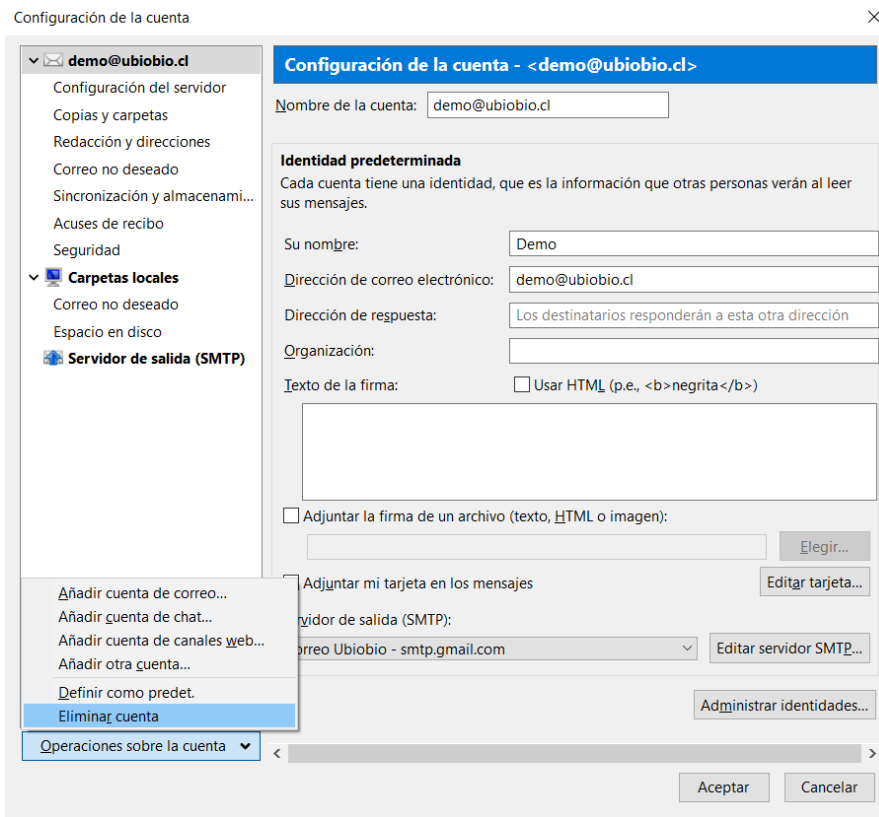 Configuración de la cuenta
demo@ubiobio.cl
Configuración del servidor
Copias y carpetas
Redacción y direcciones
Correo no deseado
Sincronización y almacenami...
Acuses de recibo
Seguridad
Carpetas locales
Correo no deseado
Espacio en disco
Servidor de salida (SMTP)
Añadir cuenta de correo...
Añadir cuenta de chat...
Añadir cuenta de canales web...
Añadir otra cuenta...
Definir como predet.
Eliminar cuenta
Operaciones sobre la cuenta
Configuración de la cuenta - <demo@ubiobio.cl>
Nombre de la cuenta: demo@ubiobio.cl
Identidad predeterminada
Cada cuenta tiene una identidad, que es la información que otras personas verán al leer
sus mensajes.
Su nombre: Demo
Dirección de correo electrónico: demo@ubiobio.cl
Dirección de respuesta: Los destinatarios responderán a esta otra dirección
Organización:
Texto de la firma: Usar HTML (p.e., <b>negrita</b>)
Adjuntar la firma de un archivo (texto, HTML o imagen):
Elegir...
Adjuntar mi tarjeta en los mensajes Editar tarjeta...
rvidor de salida (SMTP):
orreo Ubiobio - smtp.gmail.com Editar servidor SMTP...
Administrar identidades...
Aceptar Cancelar